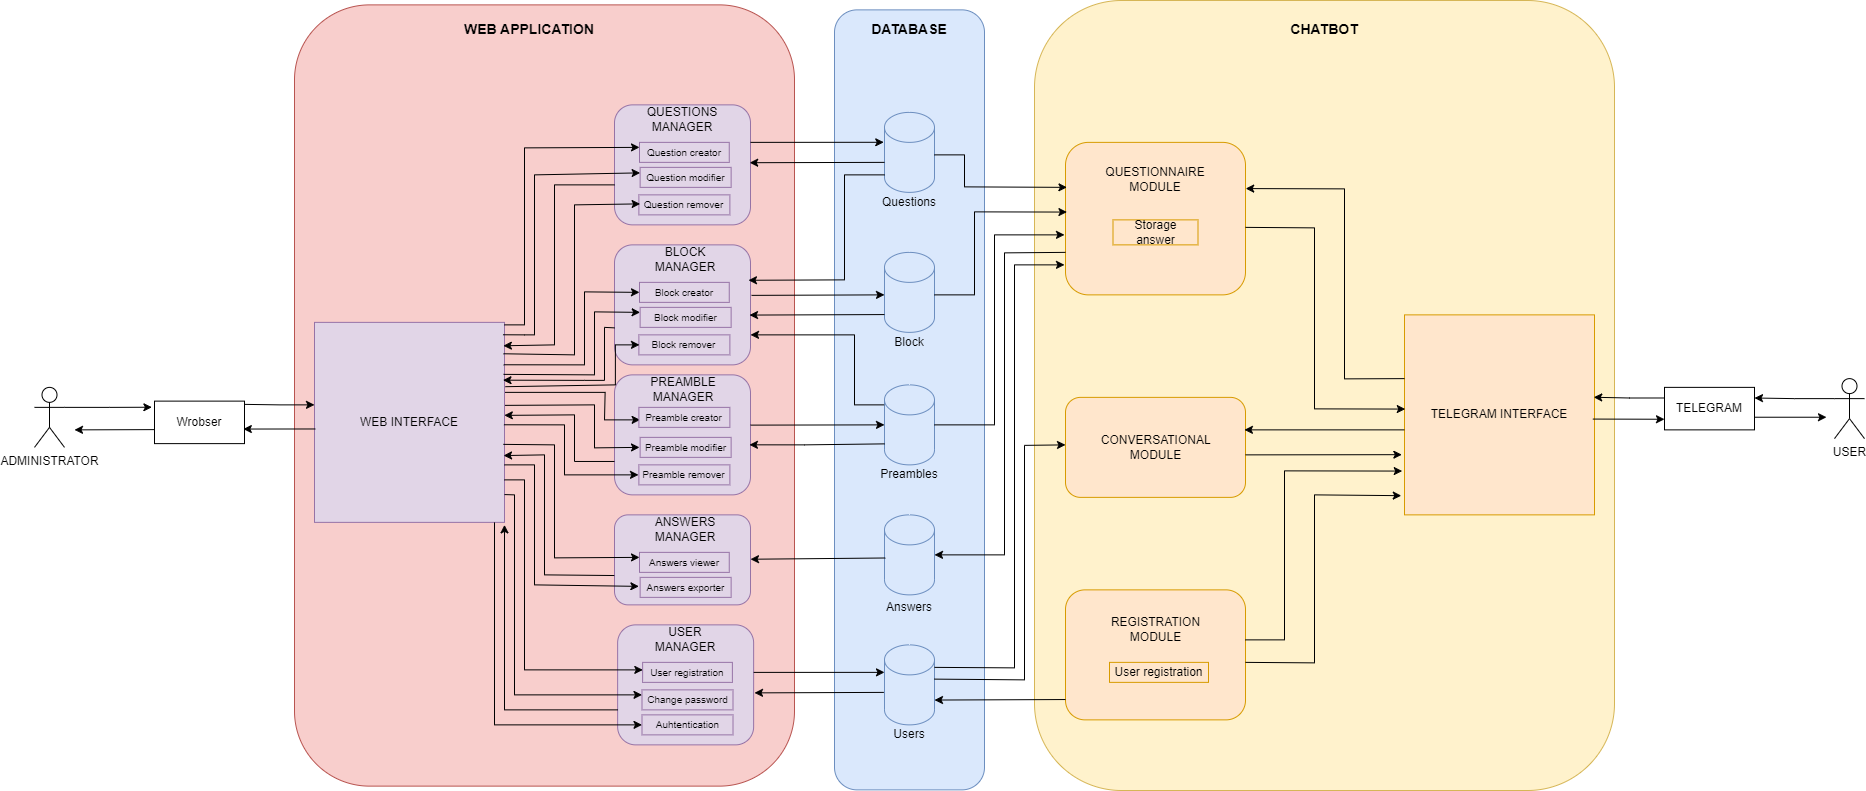 WEB APPLICATION
DATABASE
CHATBOT
QUESTIONS
MANAGER
Question creator
Question modifier
Question remover
BLOCK
MANAGER
Block creator
Block modifier
Block remover
PREAMBLE
MANAGER
Preamble creator
Preamble modifier
Preamble remover
ANSWERS
MANAGER
Answers viewer
Answers exporter
USER
MANAGER
User registration
Change password
Auhtentication
WEB INTERFACE
Wrobser
ADMINISTRATOR
Questions
Block
Preambles
Answers
Users
QUESTIONNAIRE
MODULE
Storage
answer
CONVERSATIONAL
MODULE
REGISTRATION
MODULE
User registration
TELEGRAM INTERFACE
TELEGRAM
USER